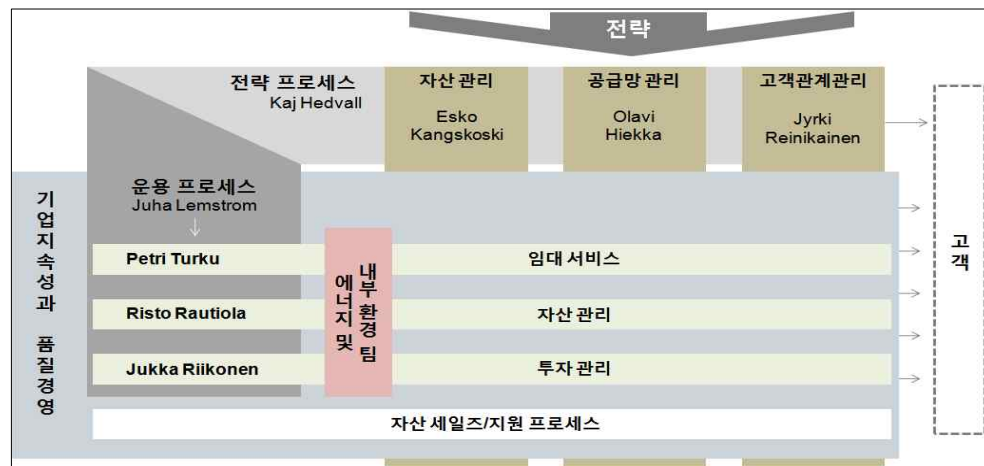 전략
전략 프로세스
Kaj Hedvall
자산 관리
Esko
Kangskoski
공급망 관리
Olavi
Hiekka
고객관계관리
Jyrki
Reinikainen
기업지속성과 품질경영
운용 프로세스
Juha Lemstrom
Petri Turku
임대 서비스
Risto Rautiola
자산 관리
Jukka Riikonen
투자 관리
에너지 및
내부환경팀
자산 세일즈/지원 프로세스
고객